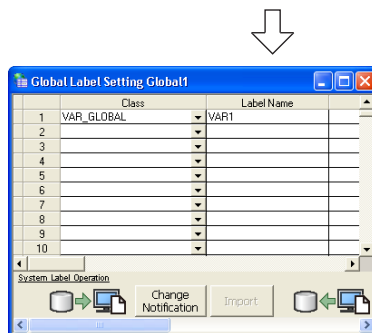 Global Label Setting Global1
Class Label Name
1 VAR_GLOBAL VAR1
2
3
4
5
6
7
8
9
10
System Label Operation
Change Notification Import